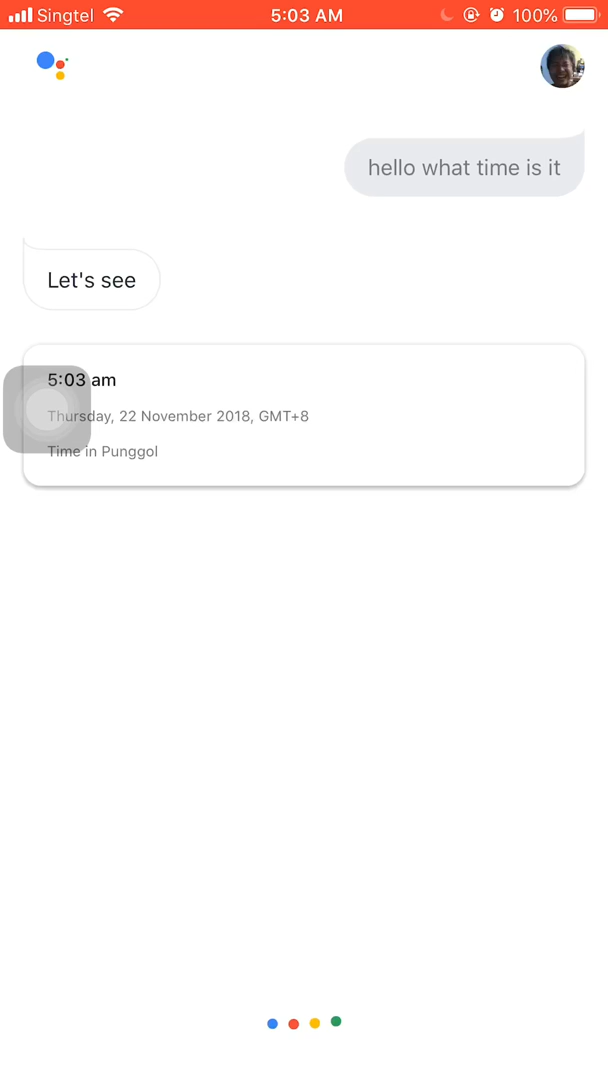 Singtel 5:03 AM 100%
hello what time is it
Let's see
5:03 am
Thursday, 22 November 2018, GMT+8
Time in Punggol